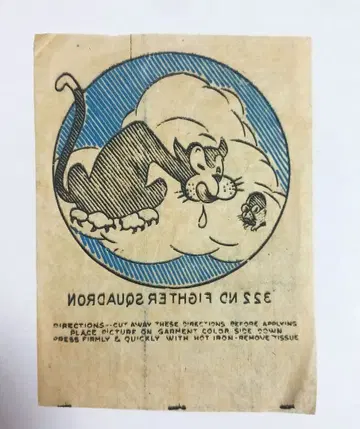 322 ND FIGHTER SQUADRON
DIRECTIONS--CUT AWAY THESE DIRECTIONS BEFORE APPLYING
PLACE PICTURE ON GARMENT COLOR SIDE DOWN
PRESS FIRMLY & QUICKLY WITH HOT IRON-REMOVE TISSUE